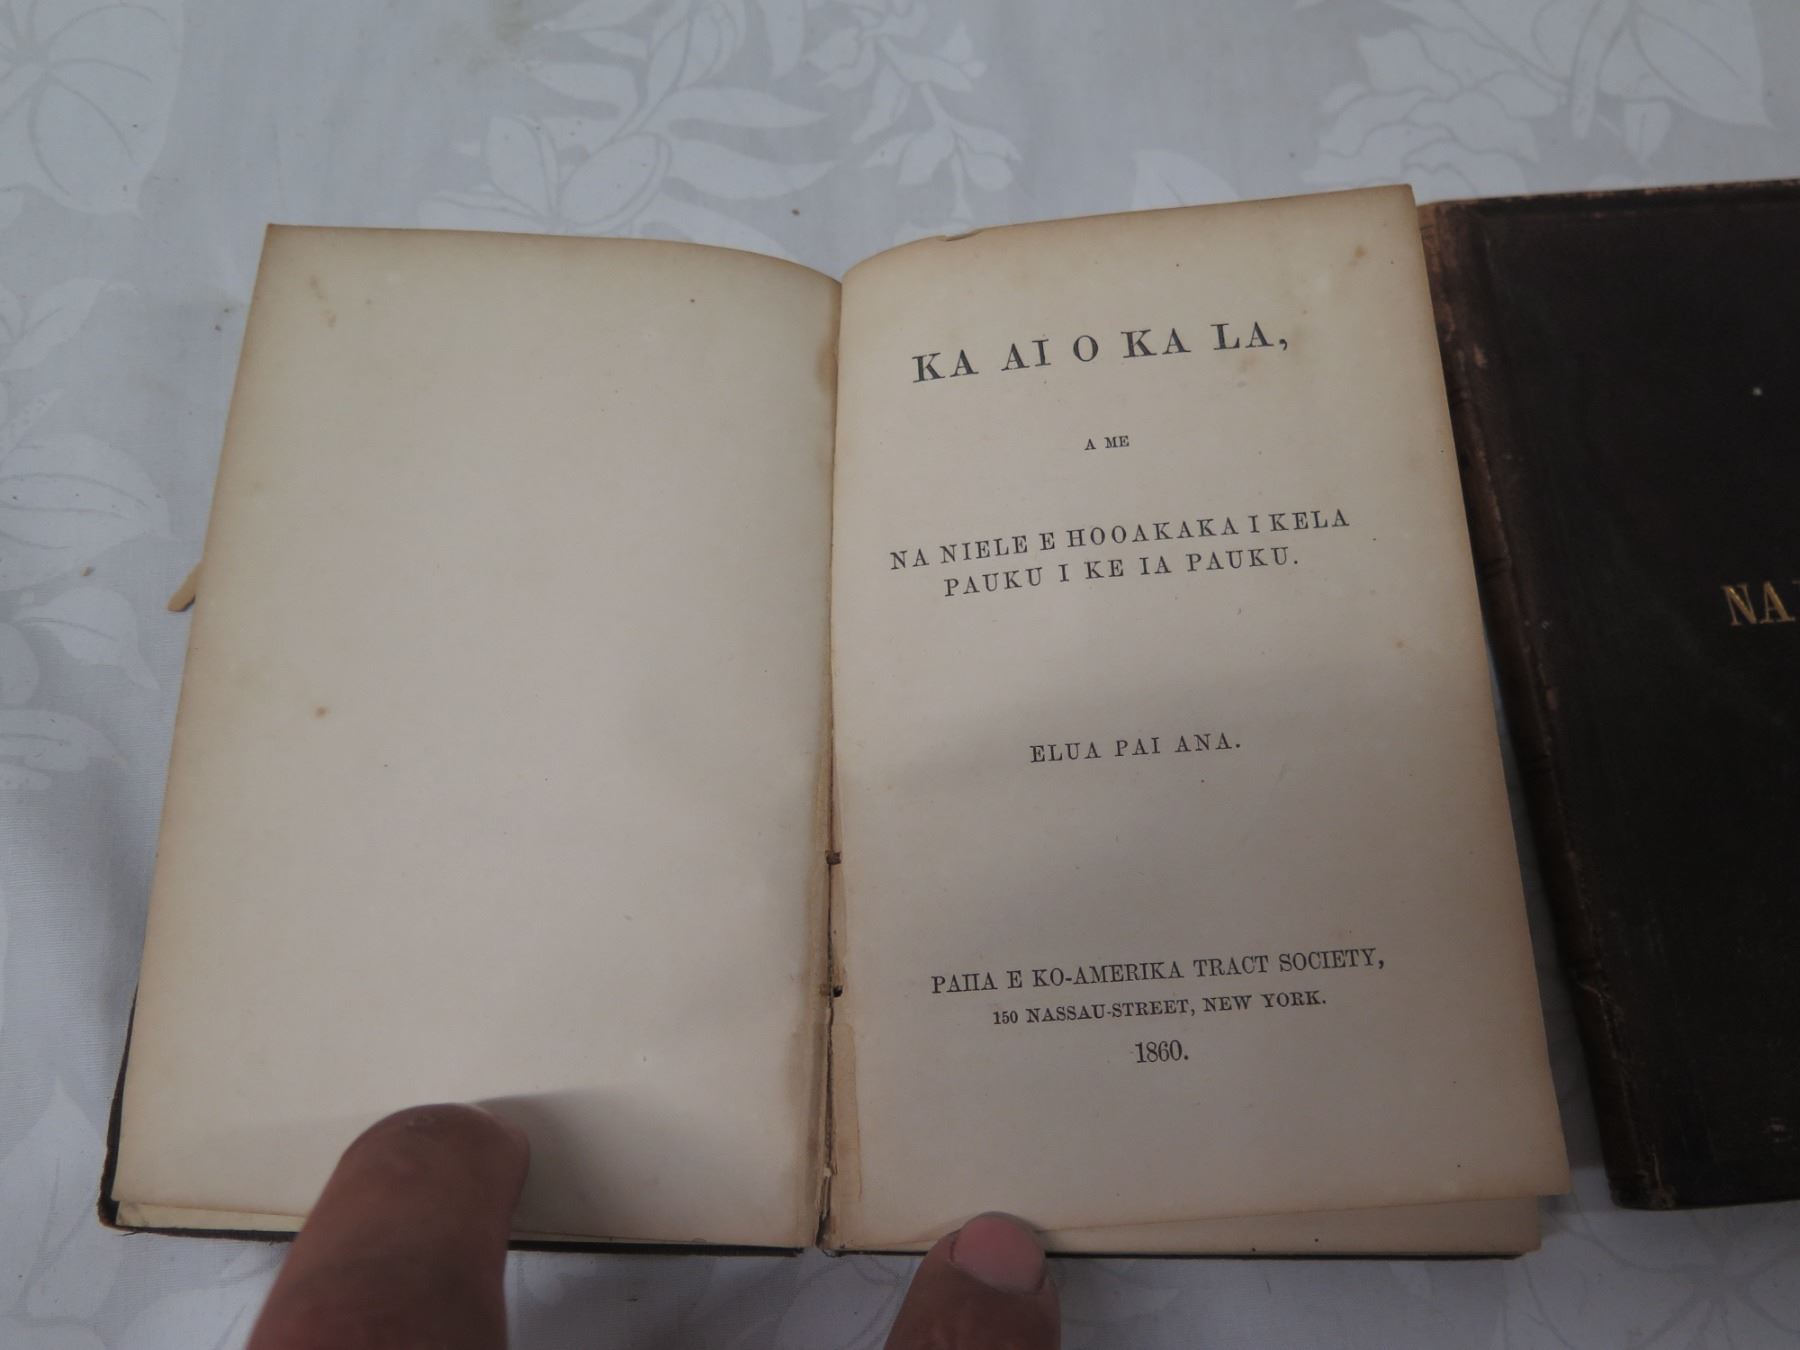 KA AI O KA LA,
A ME
NA NIELE E HOOAKAKA I KELA
PAUKU I KE IA PAUKU.
ELUA PAI ANA.
PAIIA E KO-AMERIKA TRACT SOCIETY,
150 NASSAU-STREET, NEW YORK.
1860.
NA